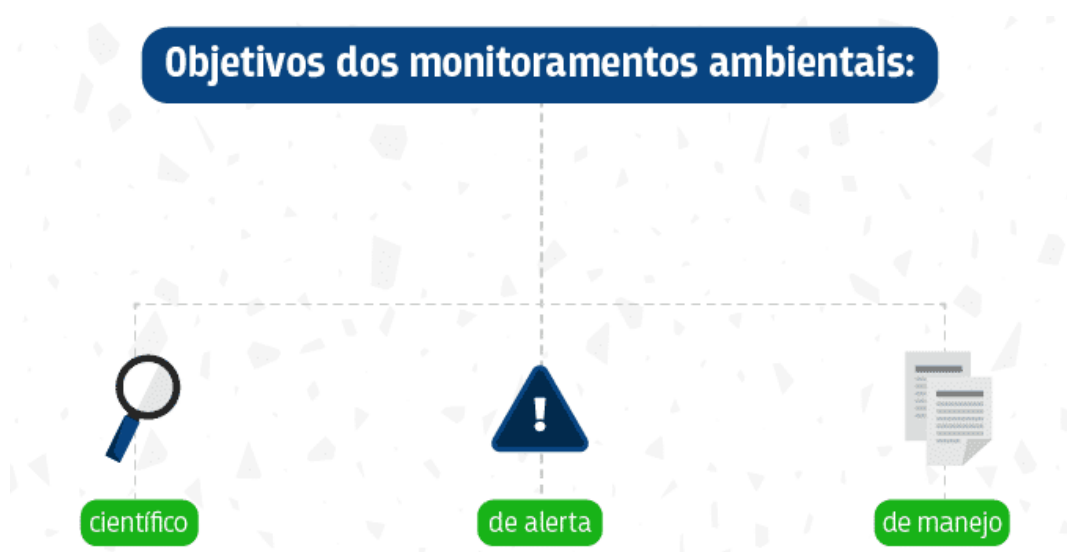 Objetivos dos monitoramentos ambientais:
!
científico
de alerta
de manejo